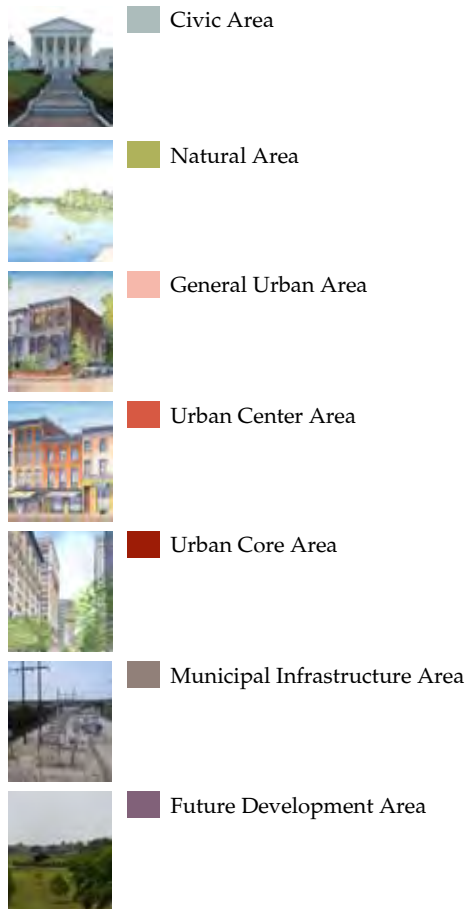 Civic Area
Natural Area
General Urban Area
Urban Center Area
Urban Core Area
Municipal Infrastructure Area
Future Development Area